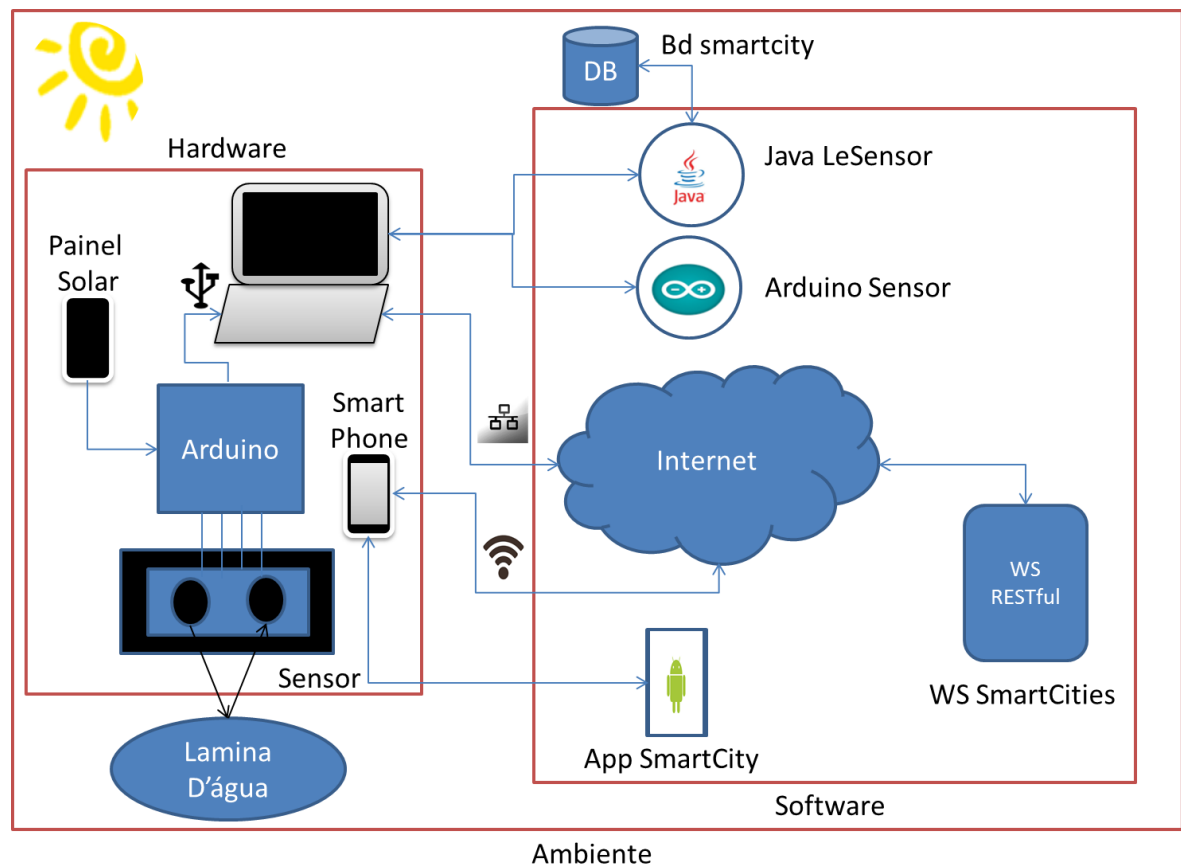 Bd smartcity
DB
Hardware
Java LeSensor
Java
Painel
Solar
Arduino Sensor
Smart
Phone
Arduino
Internet
WS
RESTful
Sensor
WS SmartCities
Lamina
D’água
App SmartCity
Software
Ambiente